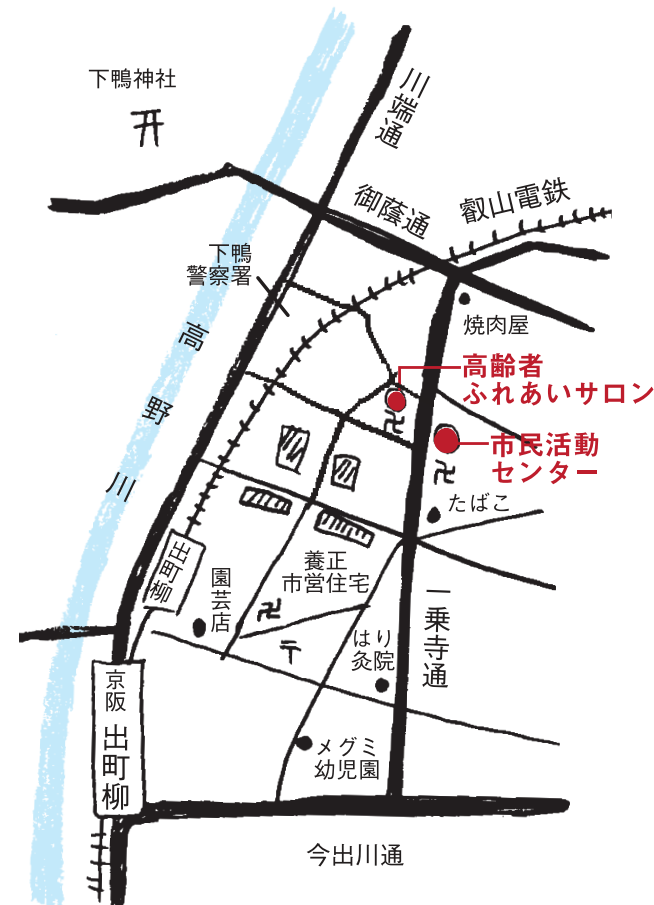 下鴨神社
川端通
御蔭通
叡山電鉄
下鴨
警察署
焼肉屋
高野川
高齢者
ふれあいサロン
市民活動
センター
たばこ
出町柳
園芸店
養正
市営住宅
一乗寺通
はり
灸院
京阪
出町柳
メグミ
幼児園
今出川通